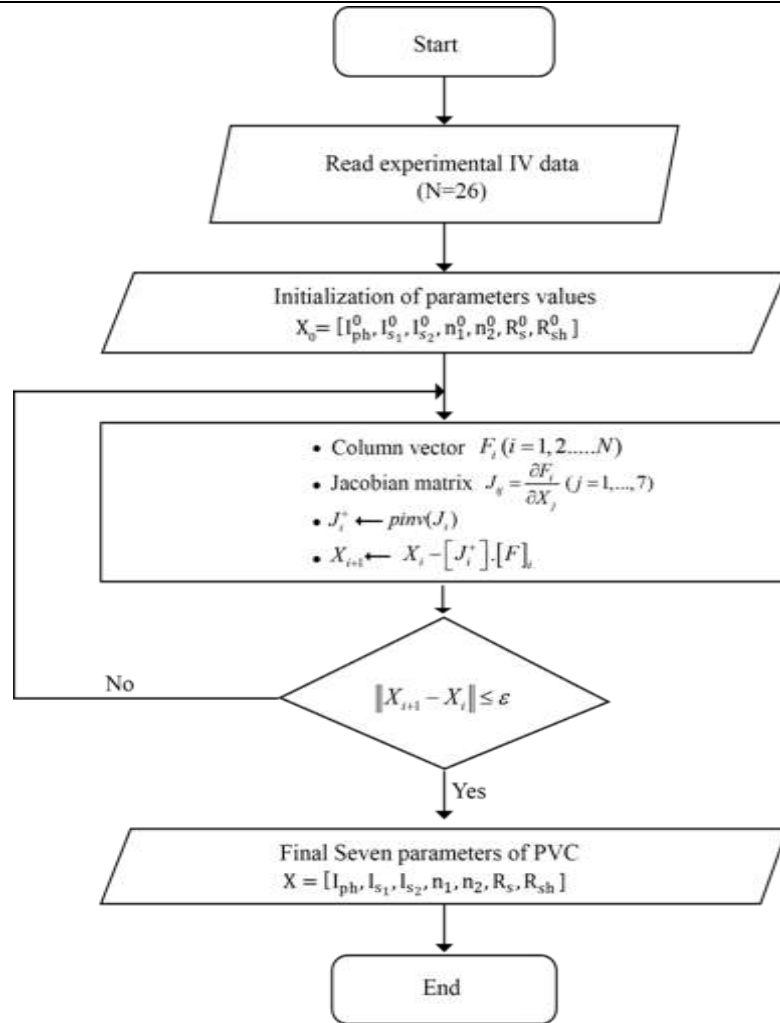 Start
Read experimental IV data
(N=26)
Initialization of parameters values
X₀= [I⁰ₚₕ, I⁰ₛ₁, I⁰ₛ₂, n⁰₁, n⁰₂, R⁰ₛ, R⁰ₛₕ ]
• Column vector Fᵢ (i = 1, 2.....N)
• Jacobian matrix Jᵢⱼ = ∂Fᵢ/∂Xⱼ (j = 1,...,7)
• Jᵢ⁺ ← pinv(Jᵢ)
• Xᵢ₊₁ ← Xᵢ − [Jᵢ⁺].[F]ᵢ
No
‖Xᵢ₊₁ − Xᵢ‖ ≤ ε
Yes
Final Seven parameters of PVC
X = [Iₚₕ, Iₛ₁, Iₛ₂, n₁, n₂, Rₛ, Rₛₕ ]
End